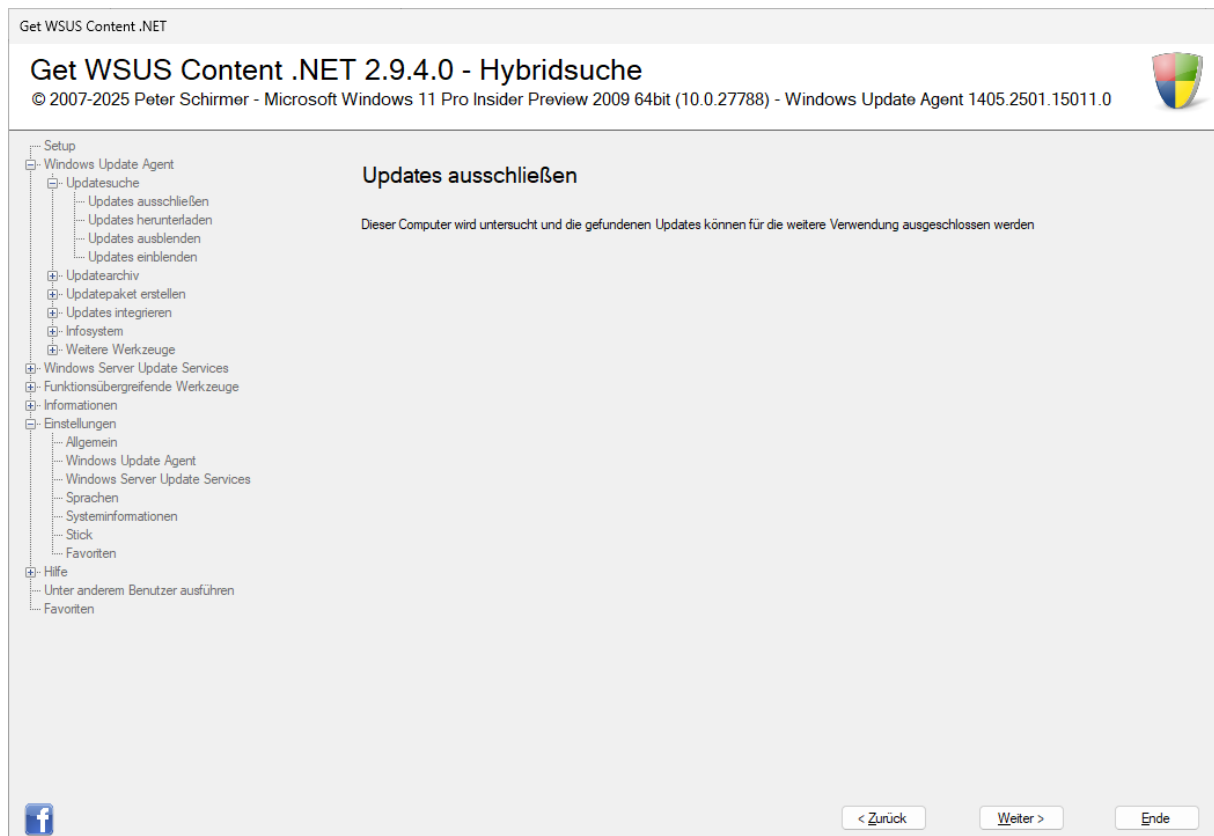 Get WSUS Content .NET
Get WSUS Content .NET 2.9.4.0 - Hybridsuche
© 2007-2025 Peter Schirmer - Microsoft Windows 11 Pro Insider Preview 2009 64bit (10.0.27788) - Windows Update Agent 1405.2501.15011.0
Setup
Windows Update Agent
Updatesuche
Updates ausschließen
Updates herunterladen
Updates ausblenden
Updates einblenden
Updatearchiv
Updatepaket erstellen
Updates integrieren
Infosystem
Weitere Werkzeuge
Windows Server Update Services
Funktionsübergreifende Werkzeuge
Informationen
Einstellungen
Allgemein
Windows Update Agent
Windows Server Update Services
Sprachen
Systeminformationen
Stick
Favoriten
Hilfe
Unter anderem Benutzer ausführen
Favoriten
Updates ausschließen
Dieser Computer wird untersucht und die gefundenen Updates können für die weitere Verwendung ausgeschlossen werden
f
< Zurück
Weiter >
Ende